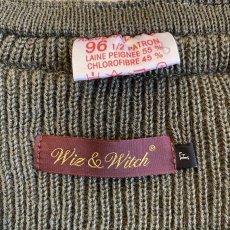 96 1/2 PATRON
LAINE PEIGNEE 55 %
CHLOROFIBRE 45 %
Wiz & Witch®
F